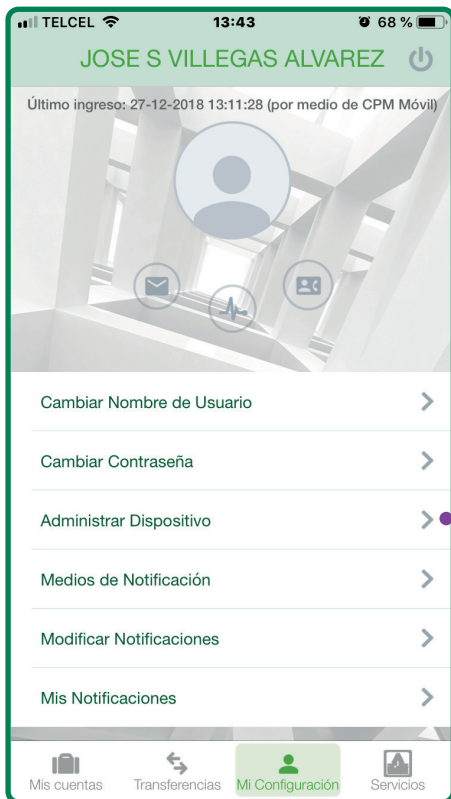 TELCEL 13:43 68 %
JOSE S VILLEGAS ALVAREZ
Último ingreso: 27-12-2018 13:11:28 (por medio de CPM Móvil)
Cambiar Nombre de Usuario
Cambiar Contraseña
Administrar Dispositivo
Medios de Notificación
Modificar Notificaciones
Mis Notificaciones
Mis cuentas Transferencias Mi Configuración Servicios